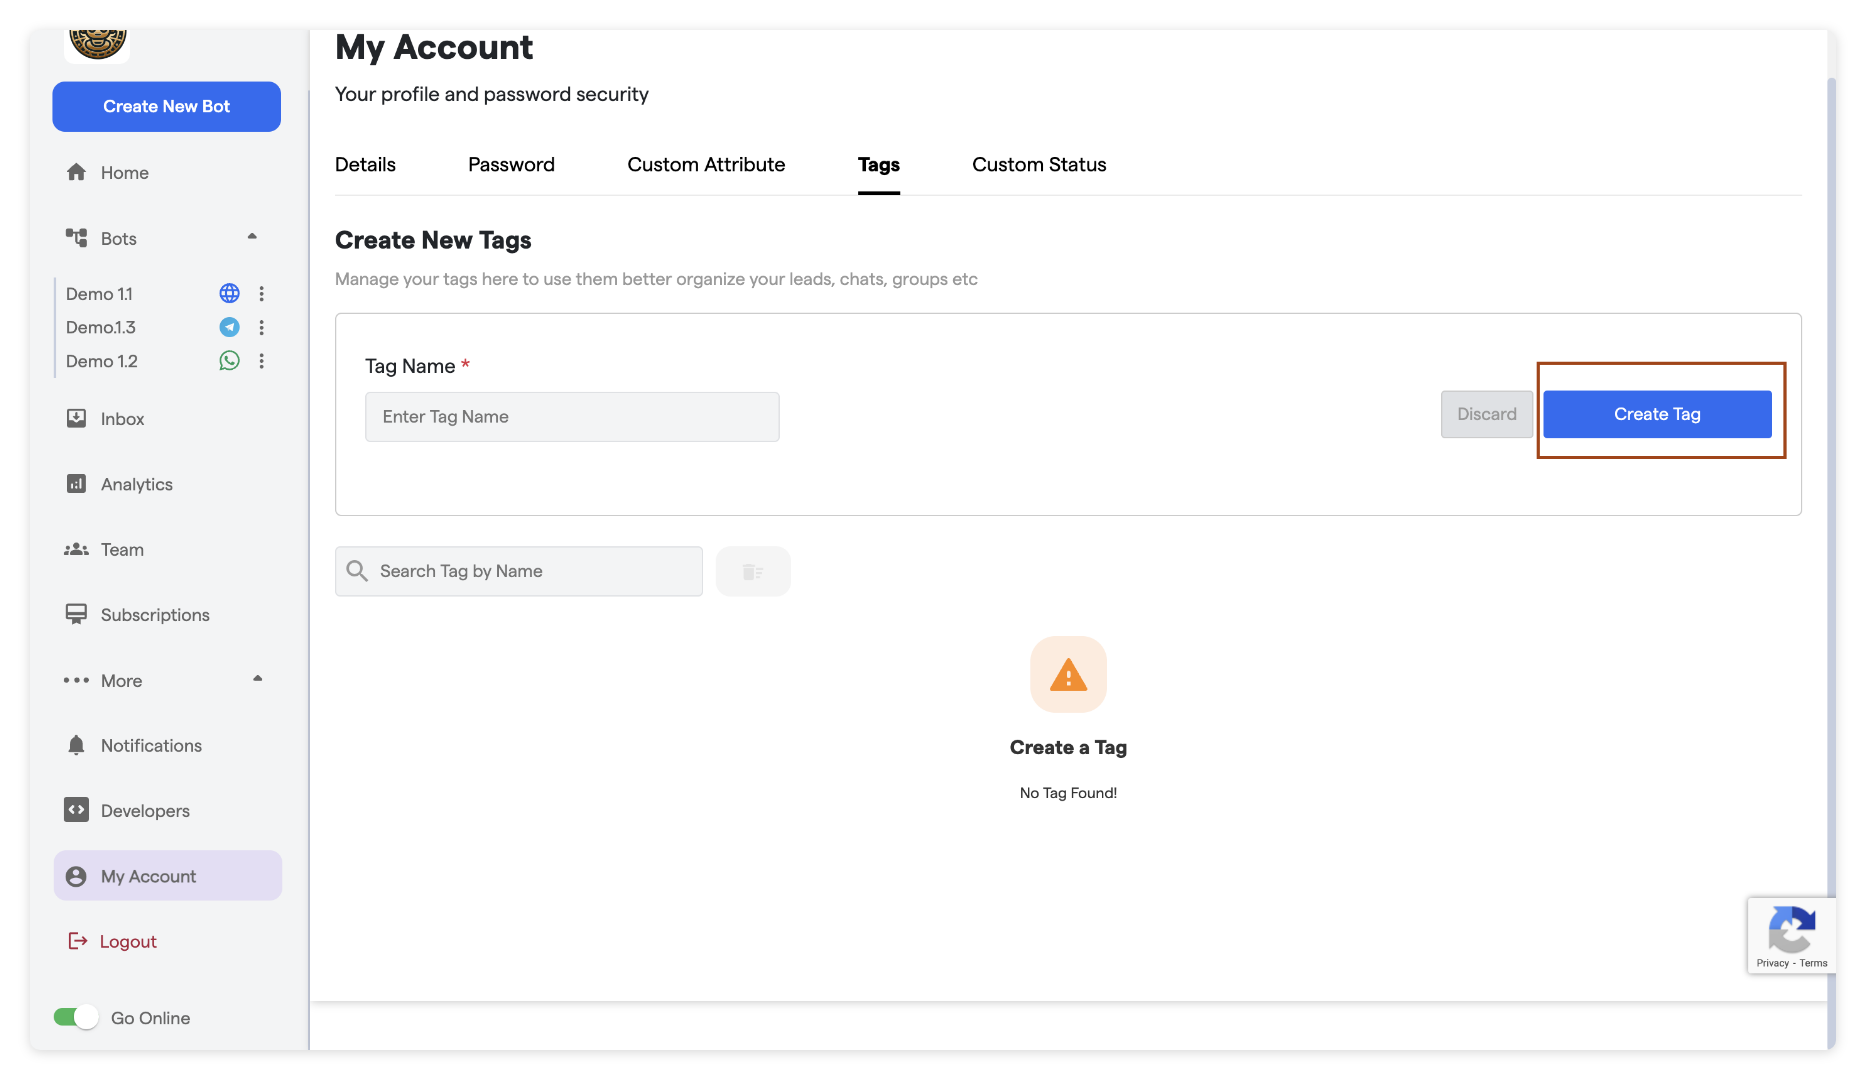 Create New Bot
Home
Bots
Demo 1.1
Demo.1.3
Demo 1.2
Inbox
Analytics
Team
Subscriptions
More
Notifications
Developers
My Account
Logout
Go Online
My Account
Your profile and password security
Details Password Custom Attribute Tags Custom Status
Create New Tags
Manage your tags here to use them better organize your leads, chats, groups etc
Tag Name *
Enter Tag Name
Discard Create Tag
Search Tag by Name
Create a Tag
No Tag Found!
Privacy - Terms